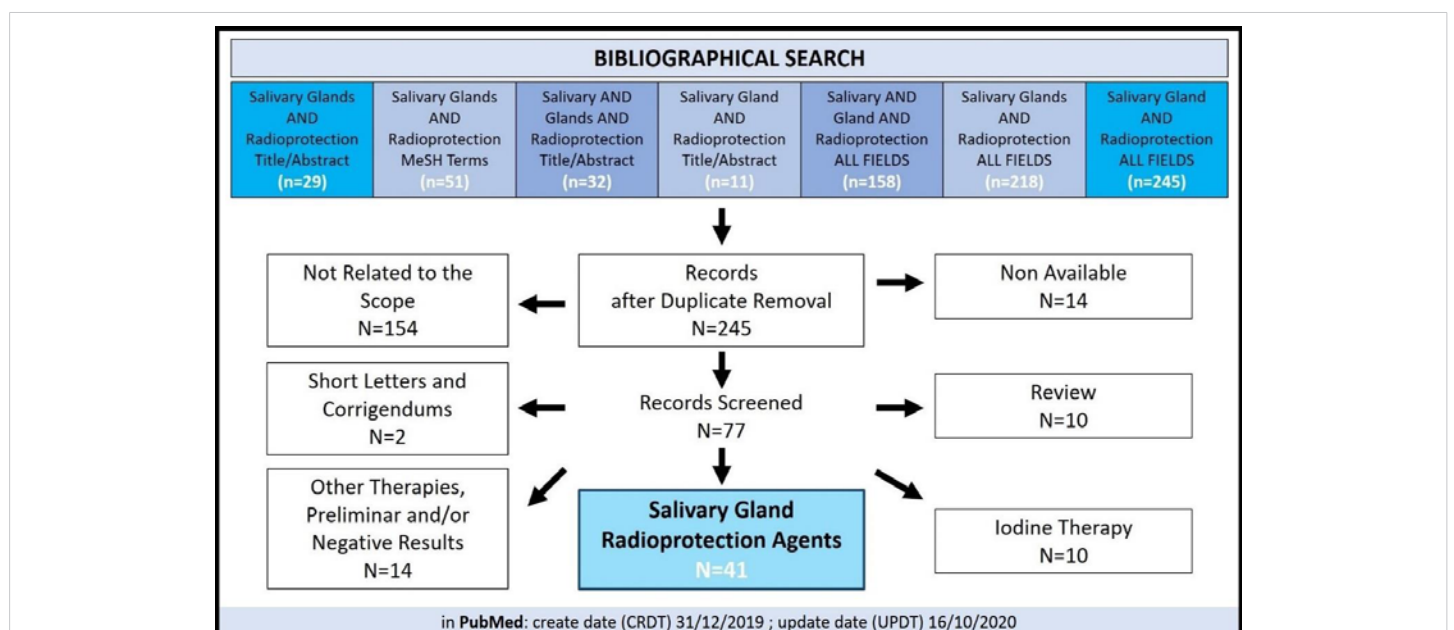 BIBLIOGRAPHICAL SEARCH
Salivary Glands
AND
Radioprotection
Title/Abstract
(n=29)
Salivary Glands
AND
Radioprotection
MeSH Terms
(n=51)
Salivary AND
Glands AND
Radioprotection
Title/Abstract
(n=32)
Salivary Gland
AND
Radioprotection
Title/Abstract
(n=11)
Salivary AND
Gland AND
Radioprotection
ALL FIELDS
(n=158)
Salivary Glands
AND
Radioprotection
ALL FIELDS
(n=218)
Salivary Gland
AND
Radioprotection
ALL FIELDS
(n=245)
Not Related to the
Scope
N=154
Records
after Duplicate Removal
N=245
Non Available
N=14
Short Letters and
Corrigendums
N=2
Records Screened
N=77
Review
N=10
Other Therapies,
Preliminar and/or
Negative Results
N=14
Salivary Gland
Radioprotection Agents
N=41
Iodine Therapy
N=10
in PubMed: create date (CRDT) 31/12/2019 ; update date (UPDT) 16/10/2020